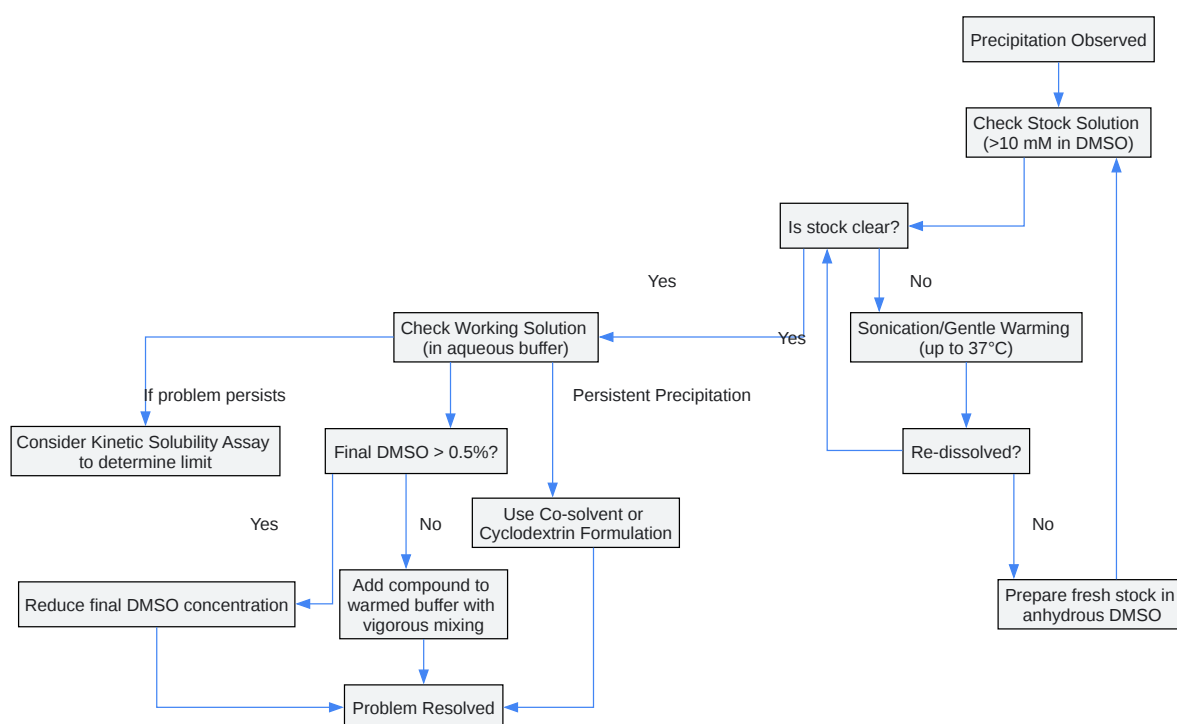 Precipitation Observed
Check Stock Solution
(>10 mM in DMSO)
Is stock clear?
Yes
No
Check Working Solution
(in aqueous buffer)
Yes
Sonication/Gentle Warming
(up to 37°C)
If problem persists
Persistent Precipitation
Consider Kinetic Solubility Assay
to determine limit
Final DMSO > 0.5%?
Re-dissolved?
Use Co-solvent or
Cyclodextrin Formulation
Yes
No
No
Reduce final DMSO concentration
Add compound to
warmed buffer with
vigorous mixing
Prepare fresh stock in
anhydrous DMSO
Problem Resolved